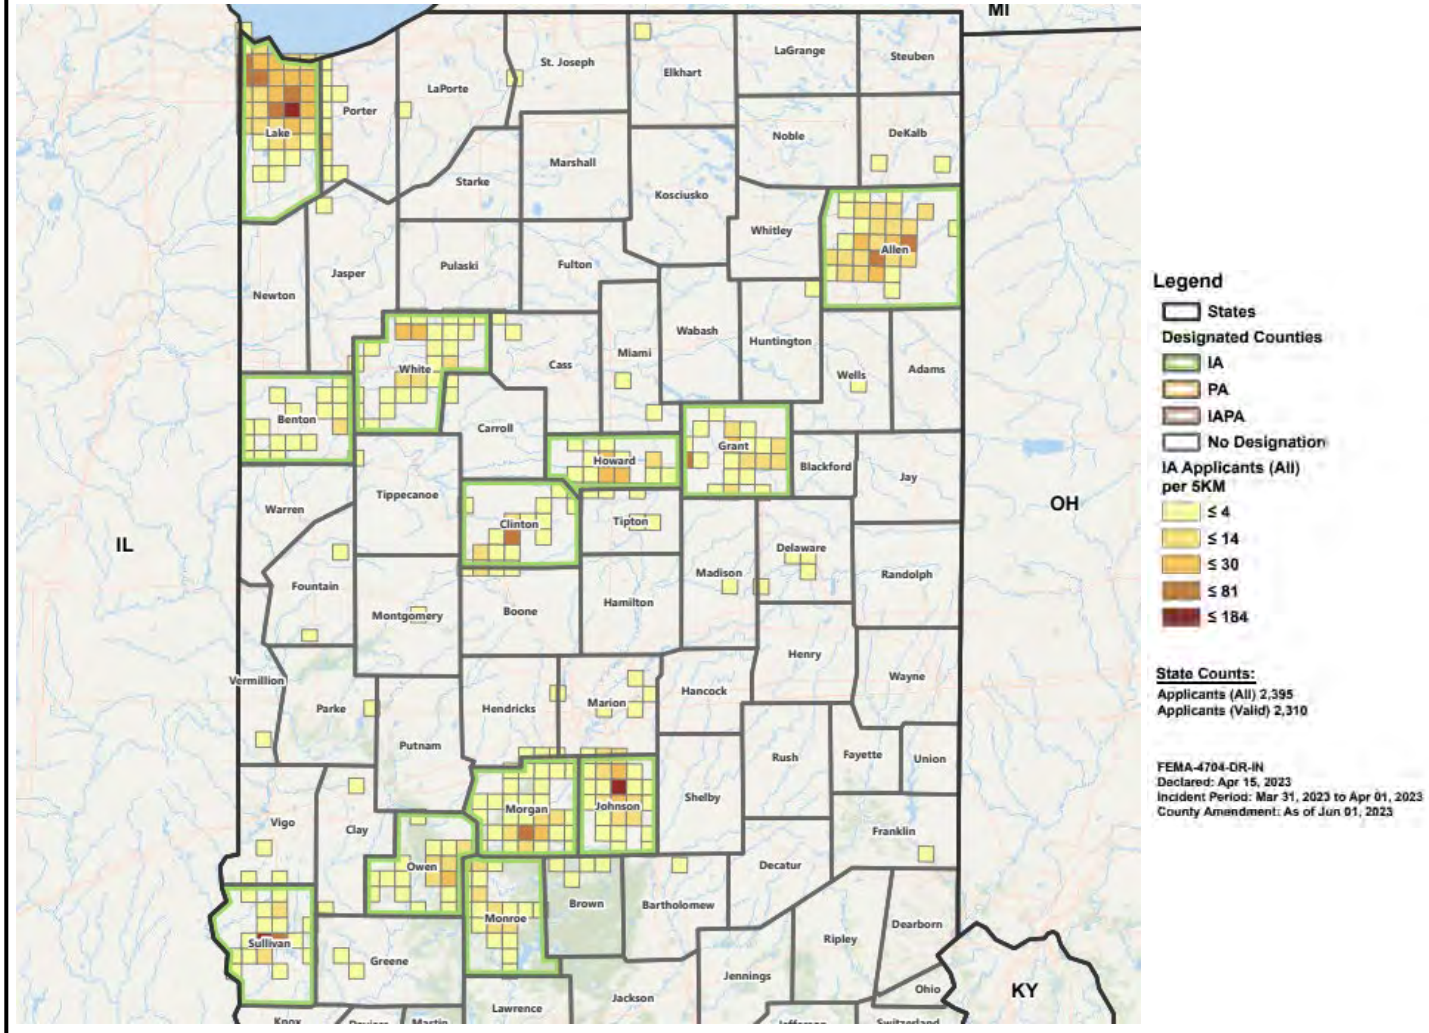 MI
St. Joseph
Elkhart
LaGrange
Steuben
LaPorte
Porter
Lake
Noble
DeKalb
Marshall
Starke
Kosciusko
Whitley
Allen
Jasper
Pulaski
Fulton
Newton
Wabash
Huntington
Miami
Cass
White
Wells
Adams
Benton
Carroll
Grant
Howard
Blackford
Jay
Tippecanoe
Warren
Clinton
Tipton
OH
IL
Delaware
Madison
Randolph
Fountain
Montgomery
Boone
Hamilton
Henry
Wayne
Vermillion
Parke
Hendricks
Marion
Hancock
Putnam
Rush
Fayette
Union
Shelby
Morgan
Johnson
Vigo
Clay
Franklin
Decatur
Owen
Brown
Bartholomew
Monroe
Dearborn
Ripley
Sullivan
Greene
Jennings
Ohio
KY
Jackson
Lawrence
Knox
Daviess
Martin
Jefferson
Switzerland
Legend
States
Designated Counties
IA
PA
IAPA
No Designation
IA Applicants (All)
per 5KM
≤ 4
≤ 14
≤ 30
≤ 81
≤ 184
State Counts:
Applicants (All) 2,395
Applicants (Valid) 2,310
FEMA-4704-DR-IN
Declared: Apr 15, 2023
Incident Period: Mar 31, 2023 to Apr 01, 2023
County Amendment: As of Jun 01, 2023